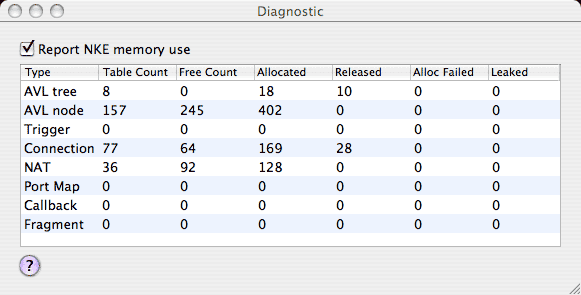 Diagnostic
Report NKE memory use
Type Table Count Free Count Allocated Released Alloc Failed Leaked
AVL tree 8 0 18 10 0 0
AVL node 157 245 402 0 0 0
Trigger 0 0 0 0 0 0
Connection 77 64 169 28 0 0
NAT 36 92 128 0 0 0
Port Map 0 0 0 0 0 0
Callback 0 0 0 0 0 0
Fragment 0 0 0 0 0 0
?